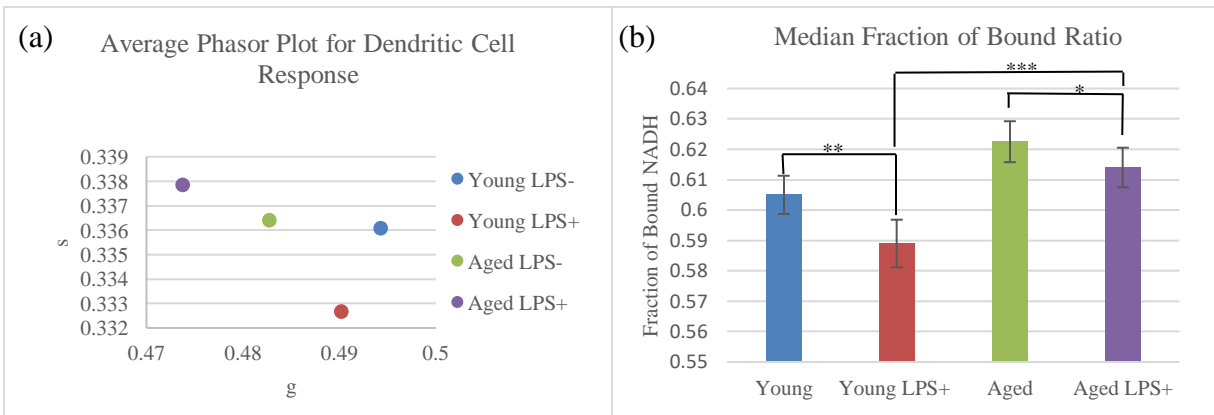 (a)
Average Phasor Plot for Dendritic Cell
Response
s
0.339
0.338
0.337
0.336
0.335
0.334
0.333
0.332
0.47
0.48
0.49
0.5
g
Young LPS-
Young LPS+
Aged LPS-
Aged LPS+
(b)
Median Fraction of Bound Ratio
Fraction of Bound NADH
0.64
0.63
0.62
0.61
0.6
0.59
0.58
0.57
0.56
0.55
**
***
*
Young
Young LPS+
Aged
Aged LPS+